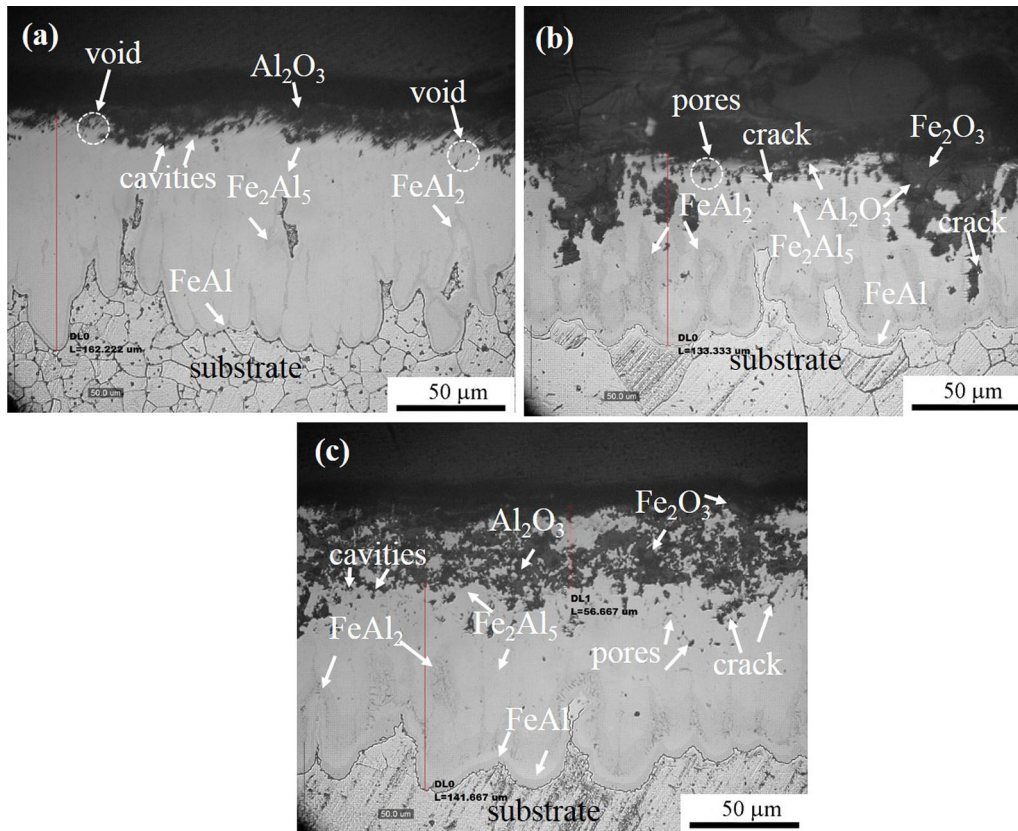 (a)
void
Al₂O₃
void
cavities
Fe₂Al₅
FeAl₂
FeAl
DL0
L=162.222 um
substrate
50.0 um
50 μm
(b)
pores
crack
Fe₂O₃
FeAl₂
Al₂O₃
Fe₂Al₅
crack
FeAl
DL0
L=133.333 um
substrate
50.0 um
50 μm
(c)
Fe₂O₃
Al₂O₃
cavities
DL1
L=56.667 um
FeAl₂
Fe₂Al₅
pores
crack
FeAl
DL0
L=141.667 um
substrate
50.0 um
50 μm